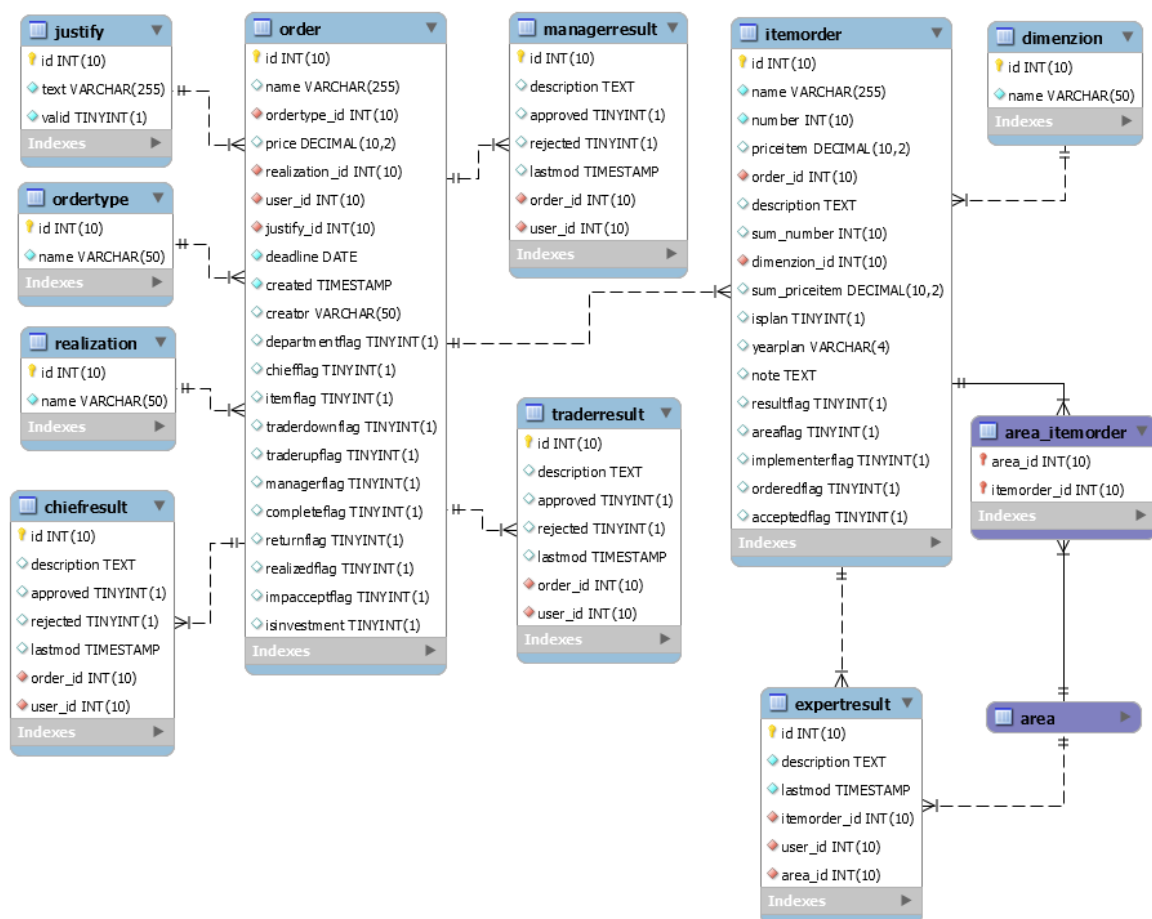 justify
id INT(10)
text VARCHAR(255)
valid TINYINT(1)
Indexes
ordertype
id INT(10)
name VARCHAR(50)
Indexes
realization
id INT(10)
name VARCHAR(50)
Indexes
chiefresult
id INT(10)
description TEXT
approved TINYINT(1)
rejected TINYINT(1)
lastmod TIMESTAMP
order_id INT(10)
user_id INT(10)
Indexes
order
id INT(10)
name VARCHAR(255)
ordertype_id INT(10)
price DECIMAL(10,2)
realization_id INT(10)
user_id INT(10)
justify_id INT(10)
deadline DATE
created TIMESTAMP
creator VARCHAR(50)
departmentflag TINYINT(1)
chiefflag TINYINT(1)
itemflag TINYINT(1)
traderdownflag TINYINT(1)
traderupflag TINYINT(1)
managerflag TINYINT(1)
completeflag TINYINT(1)
returnflag TINYINT(1)
realizedflag TINYINT(1)
impacceptflag TINYINT(1)
isinvestment TINYINT(1)
Indexes
managerresult
id INT(10)
description TEXT
approved TINYINT(1)
rejected TINYINT(1)
lastmod TIMESTAMP
order_id INT(10)
user_id INT(10)
Indexes
traderresult
id INT(10)
description TEXT
approved TINYINT(1)
rejected TINYINT(1)
lastmod TIMESTAMP
order_id INT(10)
user_id INT(10)
Indexes
itemorder
id INT(10)
name VARCHAR(255)
number INT(10)
priceitem DECIMAL(10,2)
order_id INT(10)
description TEXT
sum_number INT(10)
dimenzion_id INT(10)
sum_priceitem DECIMAL(10,2)
isplan TINYINT(1)
yearplan VARCHAR(4)
note TEXT
resultflag TINYINT(1)
areaflag TINYINT(1)
implementerflag TINYINT(1)
orderedflag TINYINT(1)
acceptedflag TINYINT(1)
Indexes
dimenzion
id INT(10)
name VARCHAR(50)
Indexes
area_itemorder
area_id INT(10)
itemorder_id INT(10)
Indexes
area
expertresult
id INT(10)
description TEXT
lastmod TIMESTAMP
itemorder_id INT(10)
user_id INT(10)
area_id INT(10)
Indexes